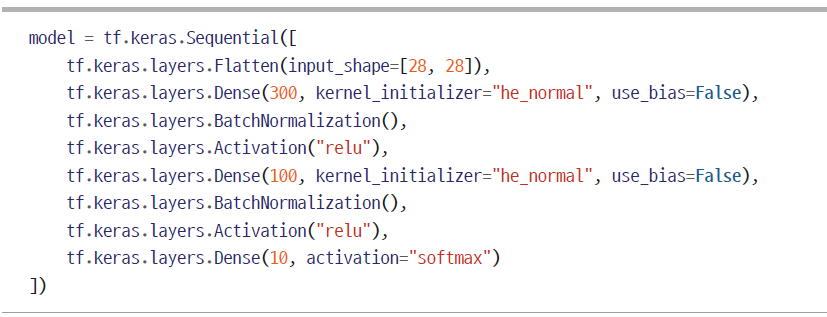 model = tf.keras.Sequential([
    tf.keras.layers.Flatten(input_shape=[28, 28]),
    tf.keras.layers.Dense(300, kernel_initializer="he_normal", use_bias=False),
    tf.keras.layers.BatchNormalization(),
    tf.keras.layers.Activation("relu"),
    tf.keras.layers.Dense(100, kernel_initializer="he_normal", use_bias=False),
    tf.keras.layers.BatchNormalization(),
    tf.keras.layers.Activation("relu"),
    tf.keras.layers.Dense(10, activation="softmax")
])